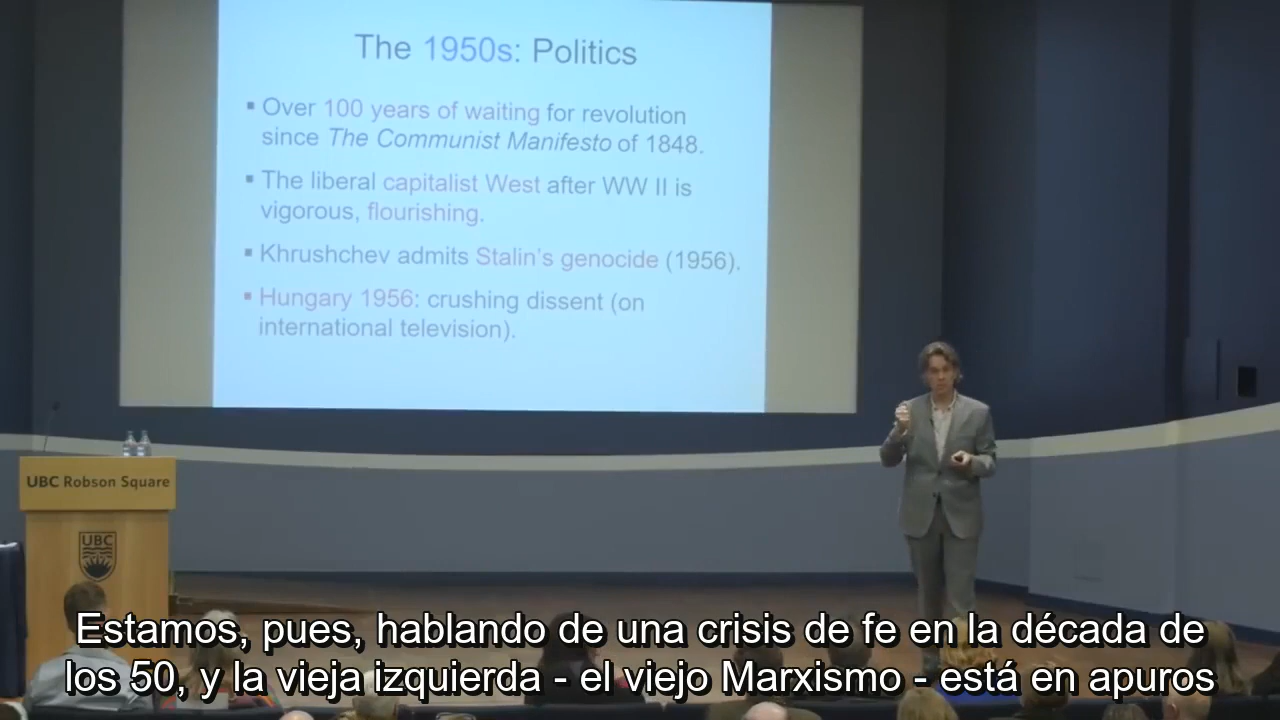 The 1950s: Politics
▪ Over 100 years of waiting for revolution
since The Communist Manifesto of 1848.
▪ The liberal capitalist West after WW II is
vigorous, flourishing.
▪ Khrushchev admits Stalin's genocide (1956).
▪ Hungary 1956: crushing dissent (on
international television).
UBC Robson Square
UBC
Estamos, pues, hablando de una crisis de fe en la década de
los 50, y la vieja izquierda - el viejo Marxismo - está en apuros